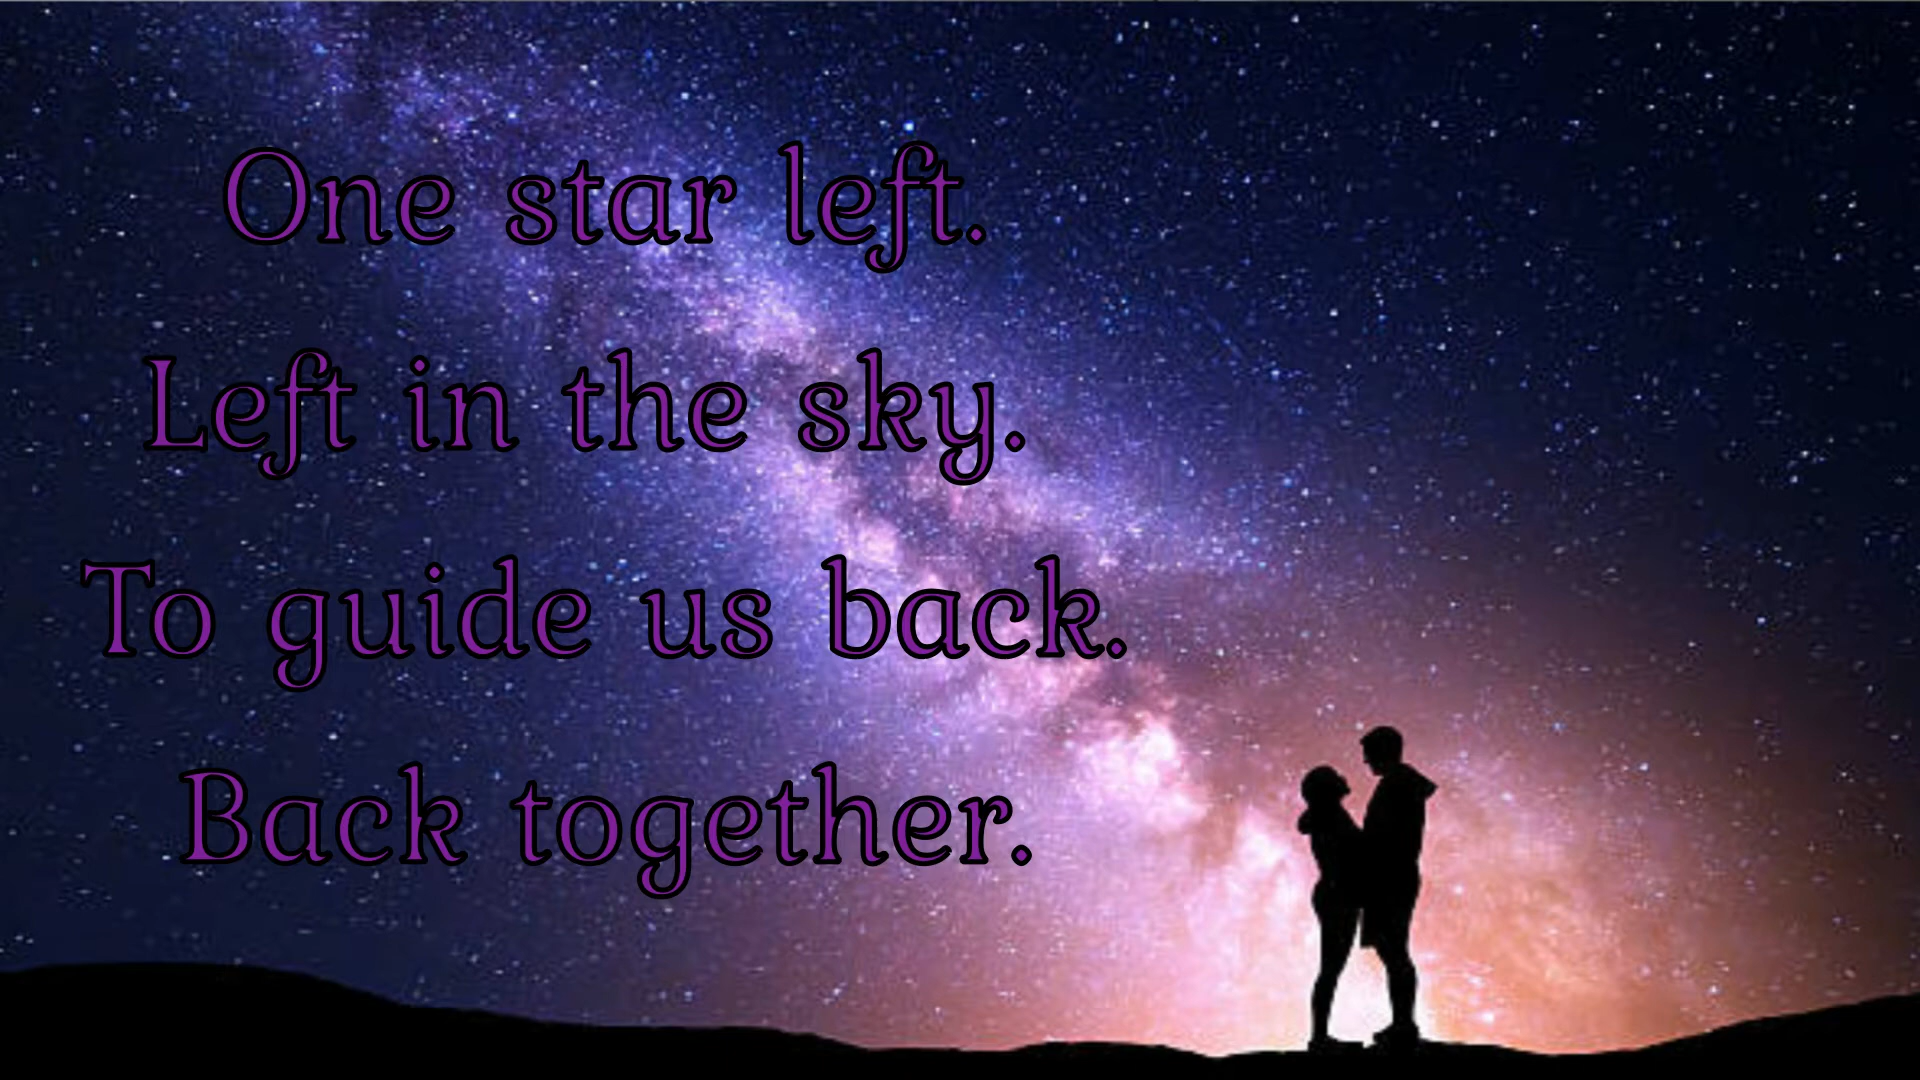 One star left.
Left in the sky.
To guide us back.
Back together.